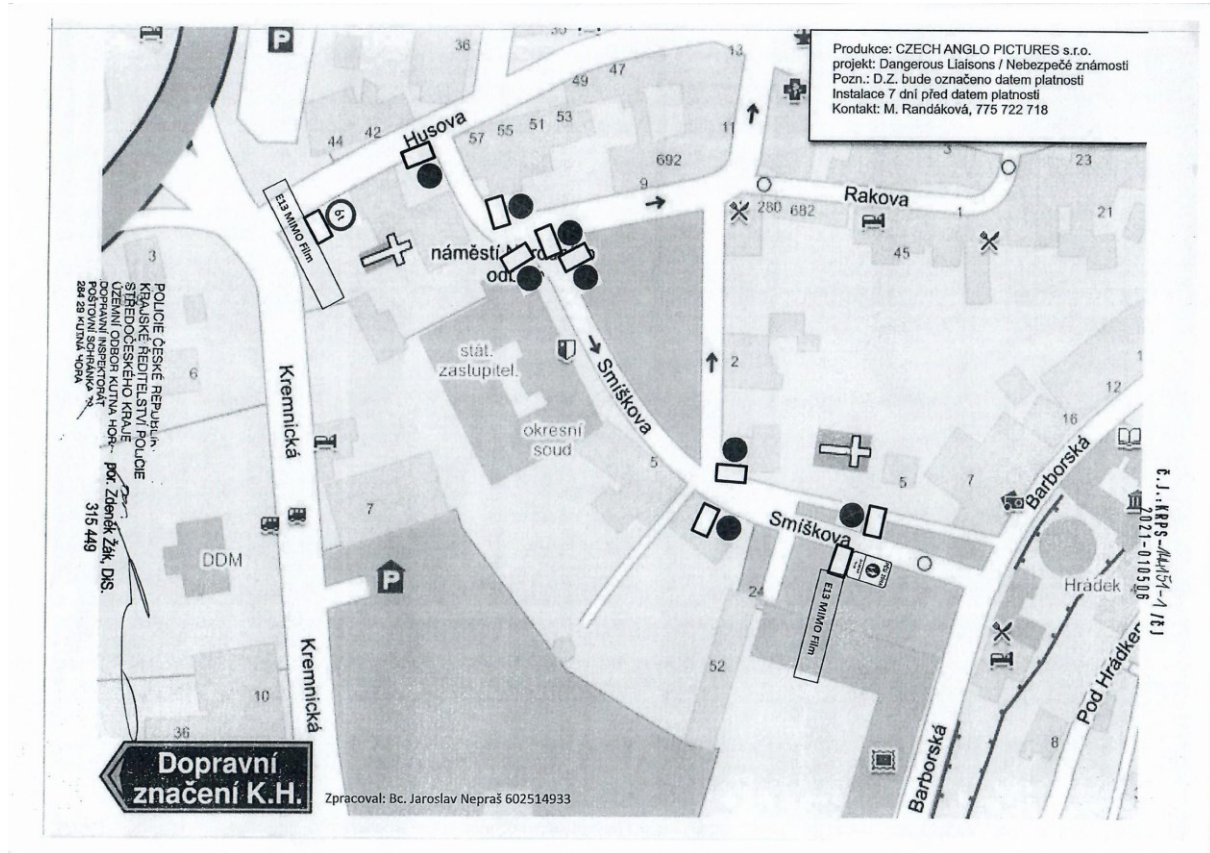 Produkce: CZECH ANGLO PICTURES s.r.o.
projekt: Dangerous Liaisons / Nebezpečé známosti
Pozn.: D.Z. bude označeno datem platnosti
Instalace 7 dní před datem platnosti
Kontakt: M. Randáková, 775 722 718
P
36
13
49
47
42
44
Husova
57
55
51
53
11
692
9
3
23
280
682
Rakova
1
21
45
E13 MIMO Film
náměstí
3
6
stát.
zastupitel.
okresní
soud
Smíškova
2
5
12
16
Kremnická
7
5
7
Barborská
Smíškova
DDM
P
Hrádek
24
E13 MIMO Film
52
Kremnická
10
36
Barborská
Pod Hrádkem
8
POLICIE ČESKÉ REPUBLIKY
KRAJSKÉ ŘEDITELSTVÍ POLICIE
STŘEDOČESKÉHO KRAJE
ÚZEMNÍ ODBOR KUTNÁ HORA
DOPRAVNÍ INSPEKTORÁT
POŠTOVNÍ SCHRÁNKA
284 29 KUTNÁ HORA
por. Zdeněk Žák, DiS.
315 449
Č.J.:KRPS-14151-1/ČJ
2021-010506
Dopravní
značení K.H.
Zpracoval: Bc. Jaroslav Nepraš 602514933